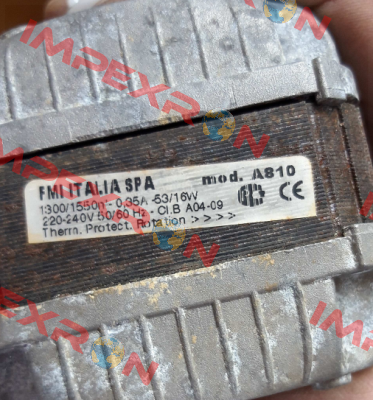 FMI ITALIA SPA mod. A810
1300/1550n - 0,35A -53/16W
220-240V 50/60 Hz - Cl.B A04-09
Therm. Protect. Rotation > > > >
CE
IMPEXRON
IMPEXRON
IMPEXRON
IMPEXRON